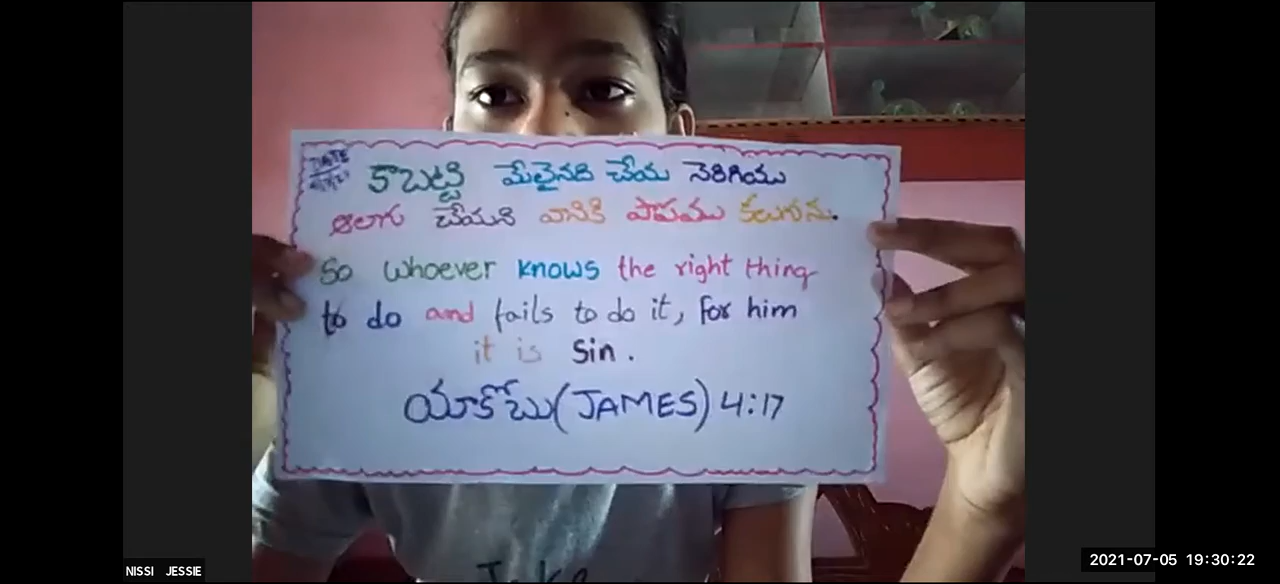 DATE
కాబట్టి మేలైనది చేయ నెరిగియు
ఆలాగు చేయని వానికి పాపము కలుగును.
So whoever knows the right thing
to do and fails to do it, for him
it is sin.
యాకోబు(JAMES) 4:17
NISSI JESSIE
2021-07-05 19:30:22